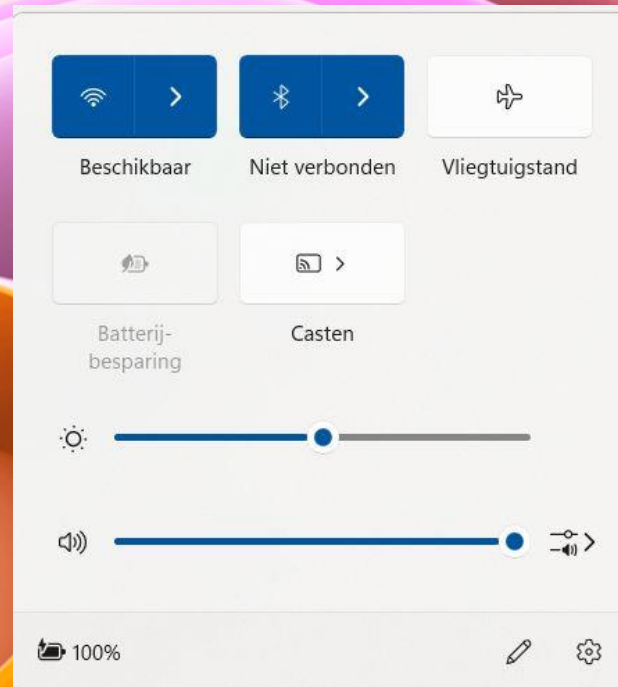 Beschikbaar
Niet verbonden
Vliegtuigstand
Batterij-
besparing
Casten
100%